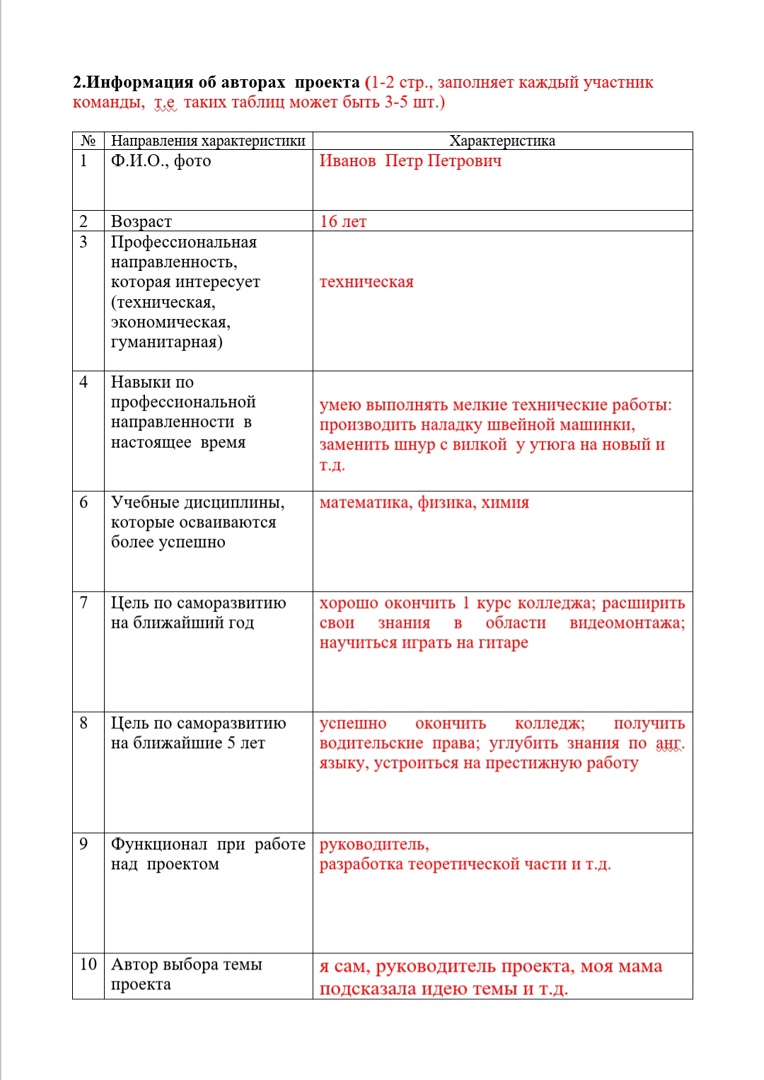 2.Информация об авторах проекта (1-2 стр., заполняет каждый участник
команды, т.е таких таблиц может быть 3-5 шт.)
№ Направления характеристики Характеристика
1 Ф.И.О., фото Иванов Петр Петрович
2 Возраст 16 лет
3 Профессиональная
направленность,
которая интересует
(техническая,
экономическая,
гуманитарная)
техническая
4 Навыки по
профессиональной
направленности в
настоящее время
умею выполнять мелкие технические работы:
производить наладку швейной машинки,
заменить шнур с вилкой у утюга на новый и
т.д.
6 Учебные дисциплины,
которые осваиваются
более успешно
математика, физика, химия
7 Цель по саморазвитию
на ближайший год
хорошо окончить 1 курс колледжа; расширить
свои знания в области видеомонтажа;
научиться играть на гитаре
8 Цель по саморазвитию
на ближайшие 5 лет
успешно окончить колледж; получить
водительские права; углубить знания по анг.
языку, устроиться на престижную работу
9 Функционал при работе
над проектом
руководитель,
разработка теоретической части и т.д.
10 Автор выбора темы
проекта
я сам, руководитель проекта, моя мама
подсказала идею темы и т.д.